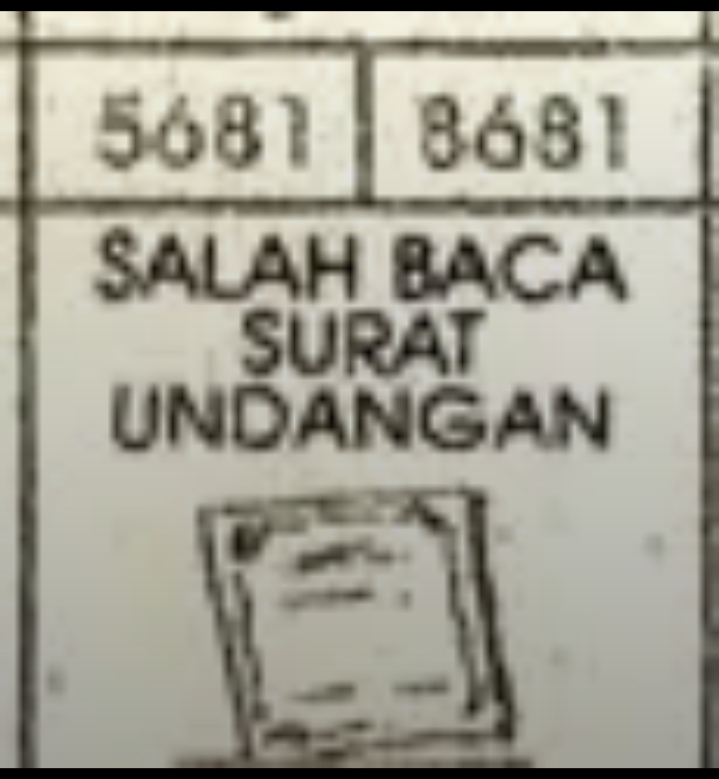 5681 8681
SALAH BACA
SURAT
UNDANGAN